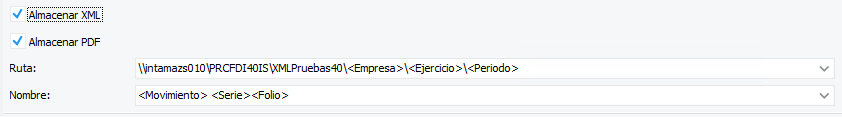 Almacenar XML
Almacenar PDF
Ruta: \\intamazs010\PRCFDI40IS\XMLPruebas40\<Empresa>\<Ejercicio>\<Periodo>
Nombre: <Movimiento> <Serie><Folio>